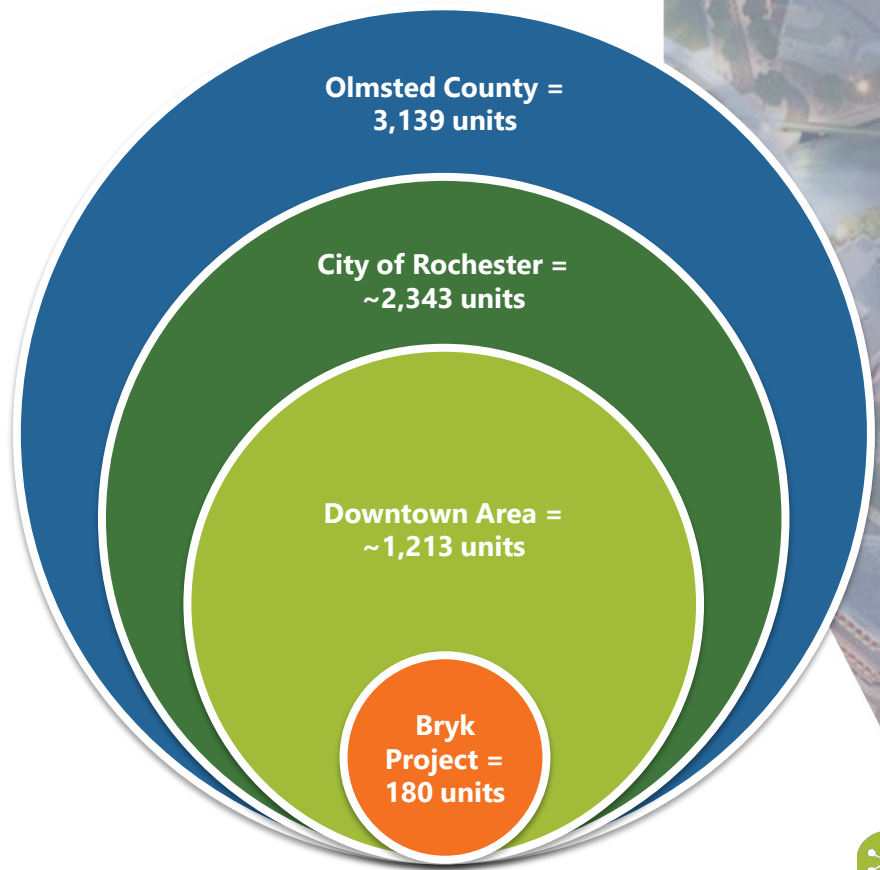 Olmsted County =
3,139 units
City of Rochester =
~2,343 units
Downtown Area =
~1,213 units
Bryk
Project =
180 units